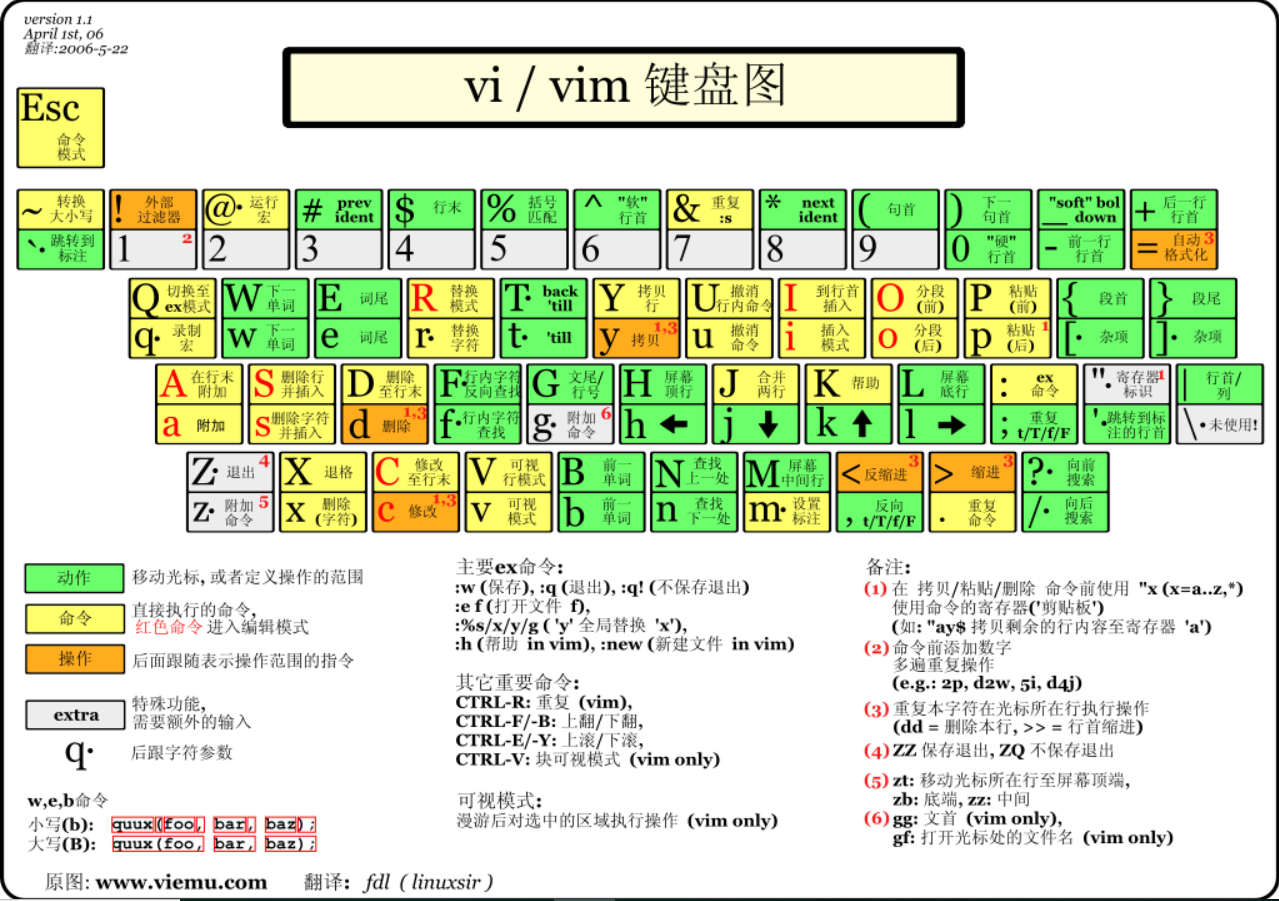 version 1.1
April 1st, 06
翻译:2006-5-22
vi / vim 键盘图
Esc
命令
模式
~ 转换
大小写
! 外部
过滤器
@· 运行
宏
# prev
ident
$ 行末
% 括号
匹配
^ "软"
行首
& 重复
:s
* next
ident
( 句首
) 下一
句首
"soft" bol
_ down
+ 后一行
行首
`· 跳转到
标注
1 2
2
3
4
5
6
7
8
9
0 "硬"
行首
- 前一行
行首
= 自动 3
格式化
Q 切换至
ex模式
W 下一
单词
E 词尾
R 替换
模式
T· back
'till
Y 拷贝
行
U 撤消
行内命令
I 到行首
插入
O 分段
(前)
P 粘贴
(前)
{ 段首
} 段尾
q· 录制
宏
w 下一
单词
e 词尾
r· 替换
字符
t· 'till
y 拷贝 1,3
u 撤消
命令
i 插入
模式
o 分段
(后)
p 粘贴 1
(后)
[· 杂项
]· 杂项
A 在行末
附加
S 删除行
并插入
D 删除
至行末
F· 行内字符
反向查找
G 文尾/
行号
H 屏幕
顶行
J 合并
两行
K 帮助
L 屏幕
底行
: ex
命令
"· 寄存器 1
标识
| 行首/
列
a 附加
s 删除字符
并插入
d 删除 1,3
f· 行内字符
查找
g· 附加 6
命令
h ←
j ↓
k ↑
l →
; 重复
t/T/f/F
'· 跳转到标
注的行首
\· 未使用!
Z· 退出 4
X 退格
C 修改
至行末
V 可视
行模式
B 前一
单词
N 查找
上一处
M 屏幕
中间行
< 反缩进 3
> 缩进 3
?· 向前
搜索
z· 附加 5
命令
x 删除
(字符)
c 修改 1,3
v 可视
模式
b 前一
单词
n 查找
下一处
m· 设置
标注
, 反向
t/T/f/F
. 重复
命令
/· 向后
搜索
动作 移动光标, 或者定义操作的范围
命令 直接执行的命令,
红色命令 进入编辑模式
操作 后面跟随表示操作范围的指令
extra 特殊功能,
需要额外的输入
q· 后跟字符参数
w,e,b命令
小写(b): quux(foo, bar, baz);
大写(B): quux(foo, bar, baz);
原图: www.viemu.com 翻译: fdl ( linuxsir )
主要ex命令:
:w (保存), :q (退出), :q! (不保存退出)
:e f (打开文件 f),
:%s/x/y/g ( 'y' 全局替换 'x'),
:h (帮助 in vim), :new (新建文件 in vim)
其它重要命令:
CTRL-R: 重复 (vim),
CTRL-F/-B: 上翻/下翻,
CTRL-E/-Y: 上滚/下滚,
CTRL-V: 块可视模式 (vim only)
可视模式:
漫游后对选中的区域执行操作 (vim only)
备注:
(1) 在 拷贝/粘贴/删除 命令前使用 "x (x=a..z,*)
使用命令的寄存器('剪贴板')
(如: "ay$ 拷贝剩余的行内容至寄存器 'a')
(2) 命令前添加数字
多遍重复操作
(e.g.: 2p, d2w, 5i, d4j)
(3) 重复本字符在光标所在行执行操作
(dd = 删除本行, >> = 行首缩进)
(4) ZZ 保存退出, ZQ 不保存退出
(5) zt: 移动光标所在行至屏幕顶端,
zb: 底端, zz: 中间
(6) gg: 文首 (vim only),
gf: 打开光标处的文件名 (vim only)